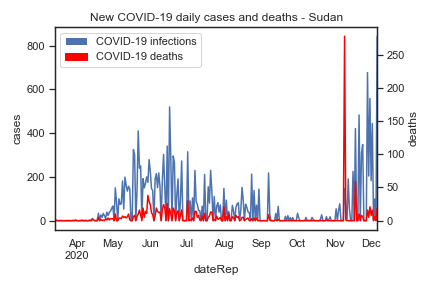 New COVID-19 daily cases and deaths - Sudan
COVID-19 infections
COVID-19 deaths
800
600
400
200
0
cases
250
200
150
100
50
0
deaths
Apr May Jun Jul Aug Sep Oct Nov Dec
2020
dateRep